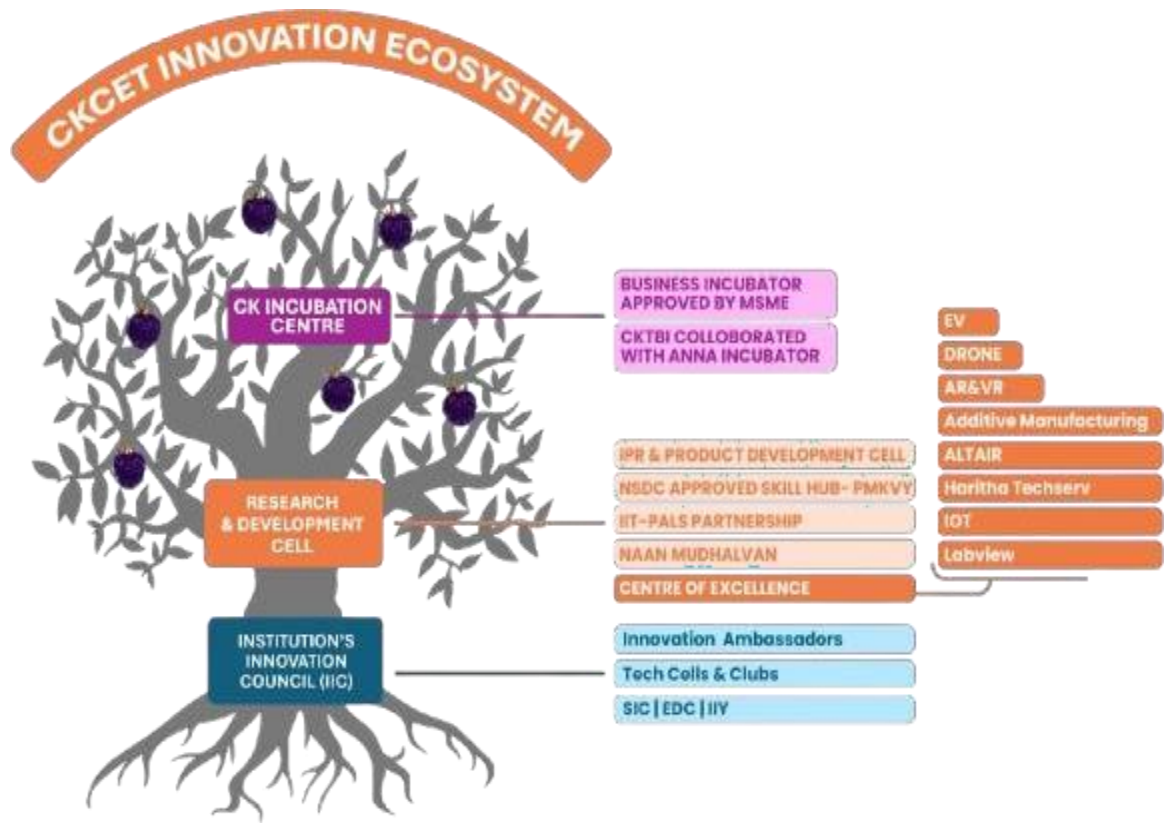 CKCET INNOVATION ECOSYSTEM
CK INCUBATION
CENTRE
BUSINESS INCUBATOR
APPROVED BY MSME
CKTBI COLLOBORATED
WITH ANNA INCUBATOR
RESEARCH
& DEVELOPMENT
CELL
IPR & PRODUCT DEVELOPMENT CELL
NSDC APPROVED SKILL HUB- PMKVY
IIT-PALS PARTNERSHIP
NAAN MUDHALVAN
CENTRE OF EXCELLENCE
EV
DRONE
AR&VR
Additive Manufacturing
ALTAIR
Haritha Techserv
IOT
Labview
INSTITUTION'S
INNOVATION
COUNCIL (IIC)
Innovation Ambassadors
Tech Cells & Clubs
SIC | EDC | IIY